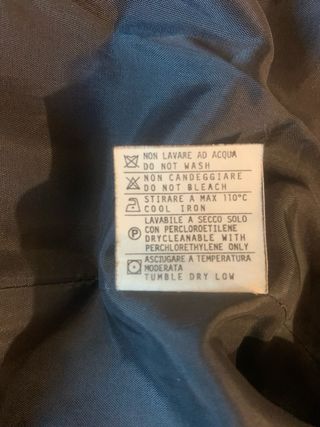 NON LAVARE AD ACQUA
DO NOT WASH
NON CANDEGGIARE
DO NOT BLEACH
STIRARE A MAX 110°C
COOL IRON
LAVABILE A SECCO SOLO
CON PERCLOROETILENE
P DRYCLEANABLE WITH
PERCHLORETHYLENE ONLY
ASCIUGARE A TEMPERATURA
MODERATA
TUMBLE DRY LOW